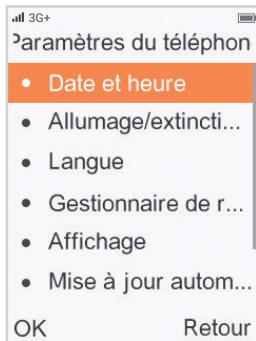 3G+
Paramètres du téléphon
Date et heure
Allumage/extincti...
Langue
Gestionnaire de r...
Affichage
Mise à jour autom...
OK Retour